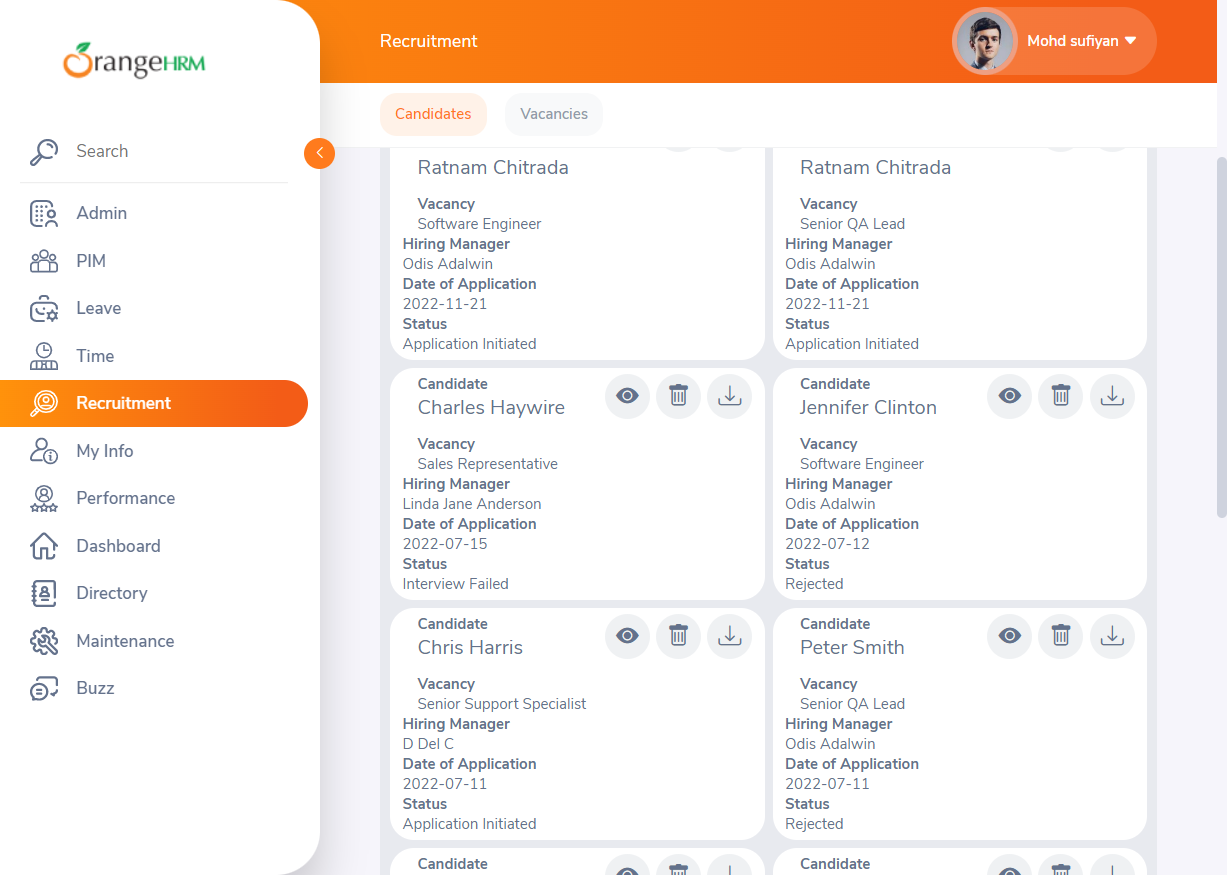 OrangeHRM
Recruitment
Mohd sufiyan
Candidates
Vacancies
Search
Admin
PIM
Leave
Time
Recruitment
My Info
Performance
Dashboard
Directory
Maintenance
Buzz
Ratnam Chitrada
Vacancy
Software Engineer
Hiring Manager
Odis Adalwin
Date of Application
2022-11-21
Status
Application Initiated
Ratnam Chitrada
Vacancy
Senior QA Lead
Hiring Manager
Odis Adalwin
Date of Application
2022-11-21
Status
Application Initiated
Candidate
Charles Haywire
Vacancy
Sales Representative
Hiring Manager
Linda Jane Anderson
Date of Application
2022-07-15
Status
Interview Failed
Candidate
Jennifer Clinton
Vacancy
Software Engineer
Hiring Manager
Odis Adalwin
Date of Application
2022-07-12
Status
Rejected
Candidate
Chris Harris
Vacancy
Senior Support Specialist
Hiring Manager
D Del C
Date of Application
2022-07-11
Status
Application Initiated
Candidate
Peter Smith
Vacancy
Senior QA Lead
Hiring Manager
Odis Adalwin
Date of Application
2022-07-11
Status
Rejected
Candidate
Candidate